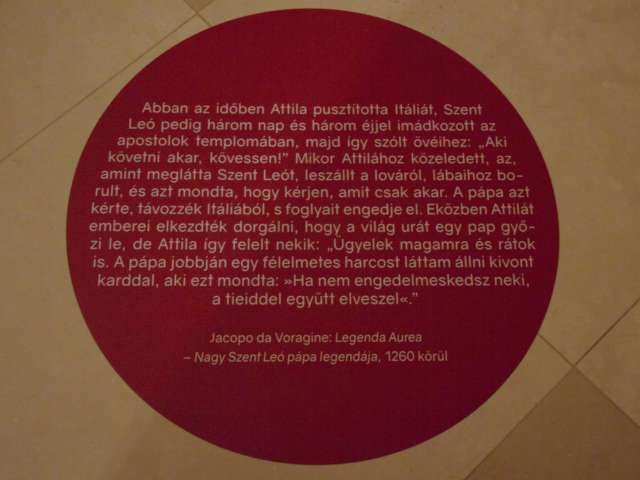 Abban az időben Attila pusztította Itáliát, Szent
Leó pedig három nap és három éjjel imádkozott az
apostolok templomában, majd így szólt övéihez: „Aki
követni akar, kövessen!” Mikor Attilához közeledett, az,
amint meglátta Szent Leót, leszállt a lováról, lábaihoz bo-
rult, és azt mondta, hogy kérjen, amit csak akar. A pápa azt
kérte, távozzék Itáliából, s foglyait engedje el. Eközben Attilát
emberei elkezdték dorgálni, hogy a világ urát egy pap győ-
zi le, de Attila így felelt nekik: „Ügyelek magamra és rátok
is. A pápa jobbján egy félelmetes harcost láttam állni kivont
karddal, aki ezt mondta: »Ha nem engedelmeskedsz neki,
a tieiddel együtt elveszel«.”
Jacopo da Voragine: Legenda Aurea
– Nagy Szent Leó pápa legendája, 1260 körül